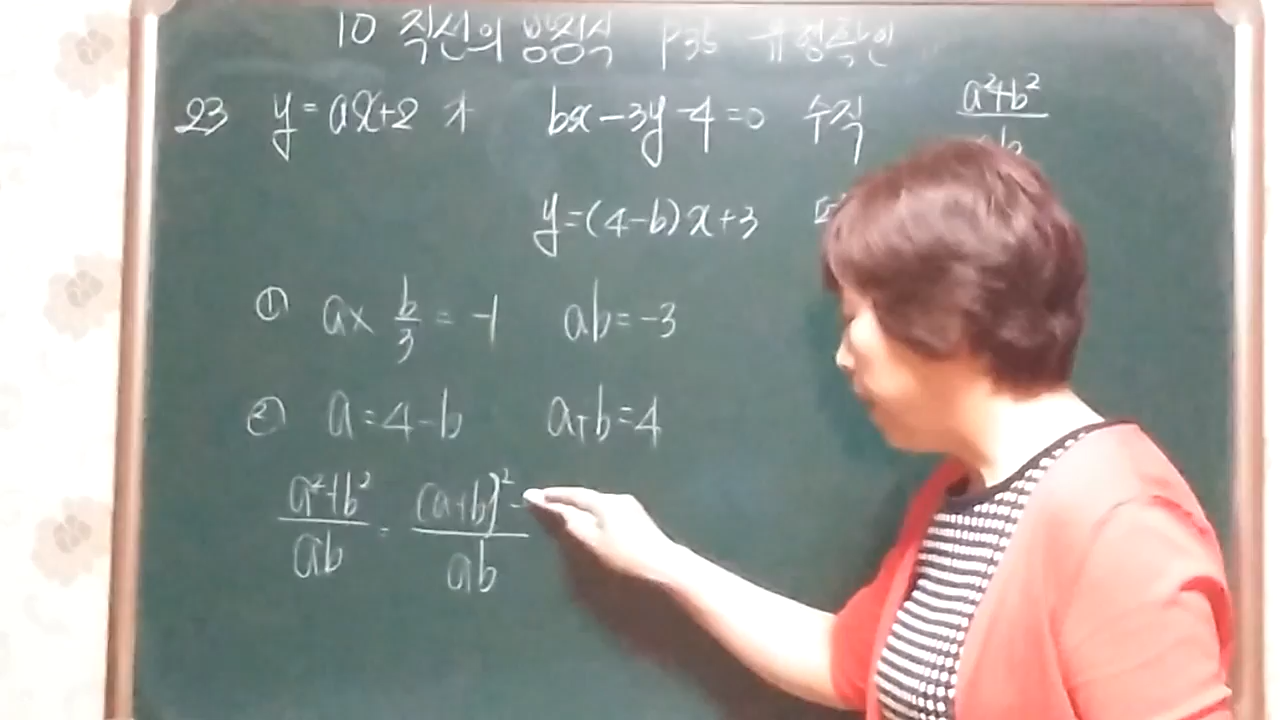 10 직선의 방정식 P36 유형확인
23 y=ax+2 가 bx-3y-4=0 수직 a²+b²/ab
y=(4-b)x+3
① a× b/3 = -1 ab=-3
② a=4-b a+b=4
a²+b²/ab = (a+b)²-/ab